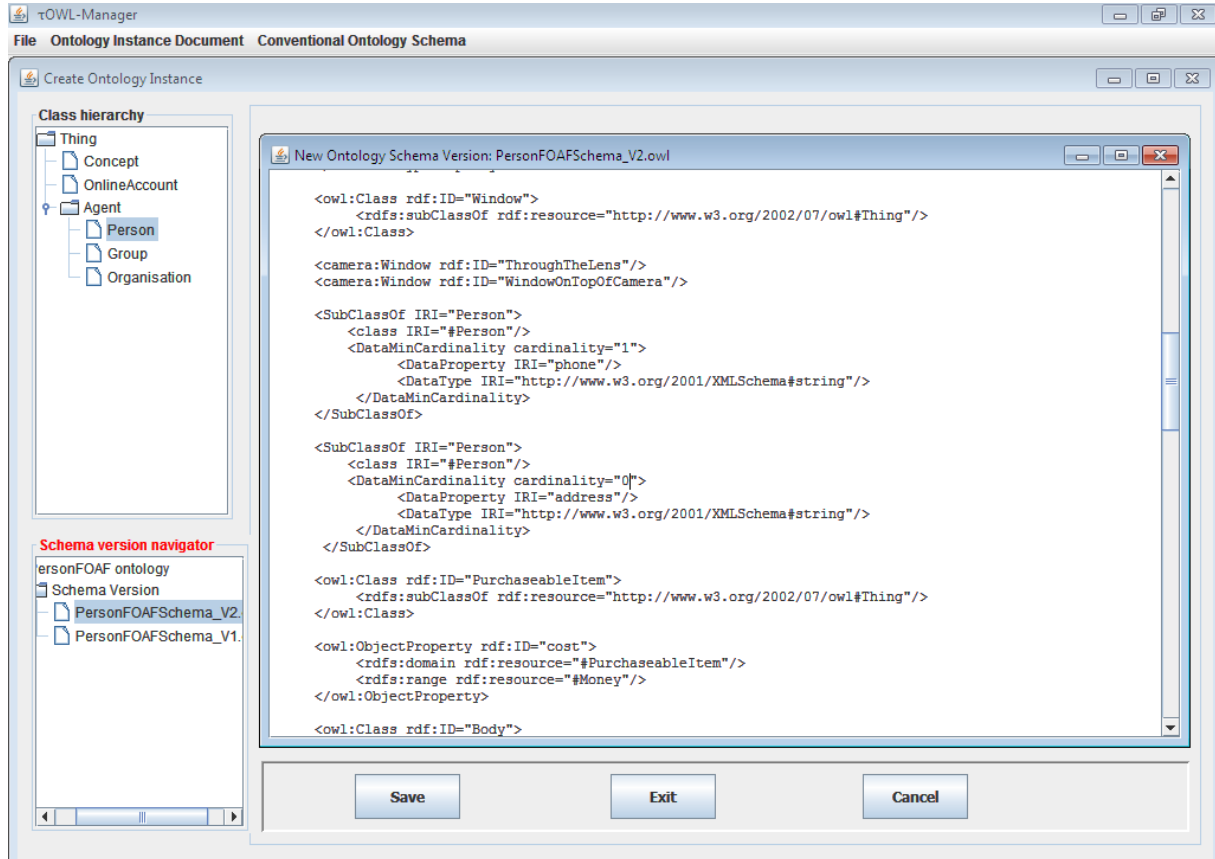 τOWL-Manager
File Ontology Instance Document Conventional Ontology Schema
Create Ontology Instance
Class hierarchy
Thing
Concept
OnlineAccount
Agent
Person
Group
Organisation
Schema version navigator
ersonFOAF ontology
Schema Version
PersonFOAFSchema_V2.
PersonFOAFSchema_V1.
New Ontology Schema Version: PersonFOAFSchema_V2.owl
<owl:Class rdf:ID="Window">
<rdfs:subClassOf rdf:resource="http://www.w3.org/2002/07/owl#Thing"/>
</owl:Class>
<camera:Window rdf:ID="ThroughTheLens"/>
<camera:Window rdf:ID="WindowOnTopOfCamera"/>
<SubClassOf IRI="Person">
<class IRI="#Person"/>
<DataMinCardinality cardinality="1">
<DataProperty IRI="phone"/>
<DataType IRI="http://www.w3.org/2001/XMLSchema#string"/>
</DataMinCardinality>
</SubClassOf>
<SubClassOf IRI="Person">
<class IRI="#Person"/>
<DataMinCardinality cardinality="0">
<DataProperty IRI="address"/>
<DataType IRI="http://www.w3.org/2001/XMLSchema#string"/>
</DataMinCardinality>
</SubClassOf>
<owl:Class rdf:ID="PurchaseableItem">
<rdfs:subClassOf rdf:resource="http://www.w3.org/2002/07/owl#Thing"/>
</owl:Class>
<owl:ObjectProperty rdf:ID="cost">
<rdfs:domain rdf:resource="#PurchaseableItem"/>
<rdfs:range rdf:resource="#Money"/>
</owl:ObjectProperty>
<owl:Class rdf:ID="Body">
Save Exit Cancel